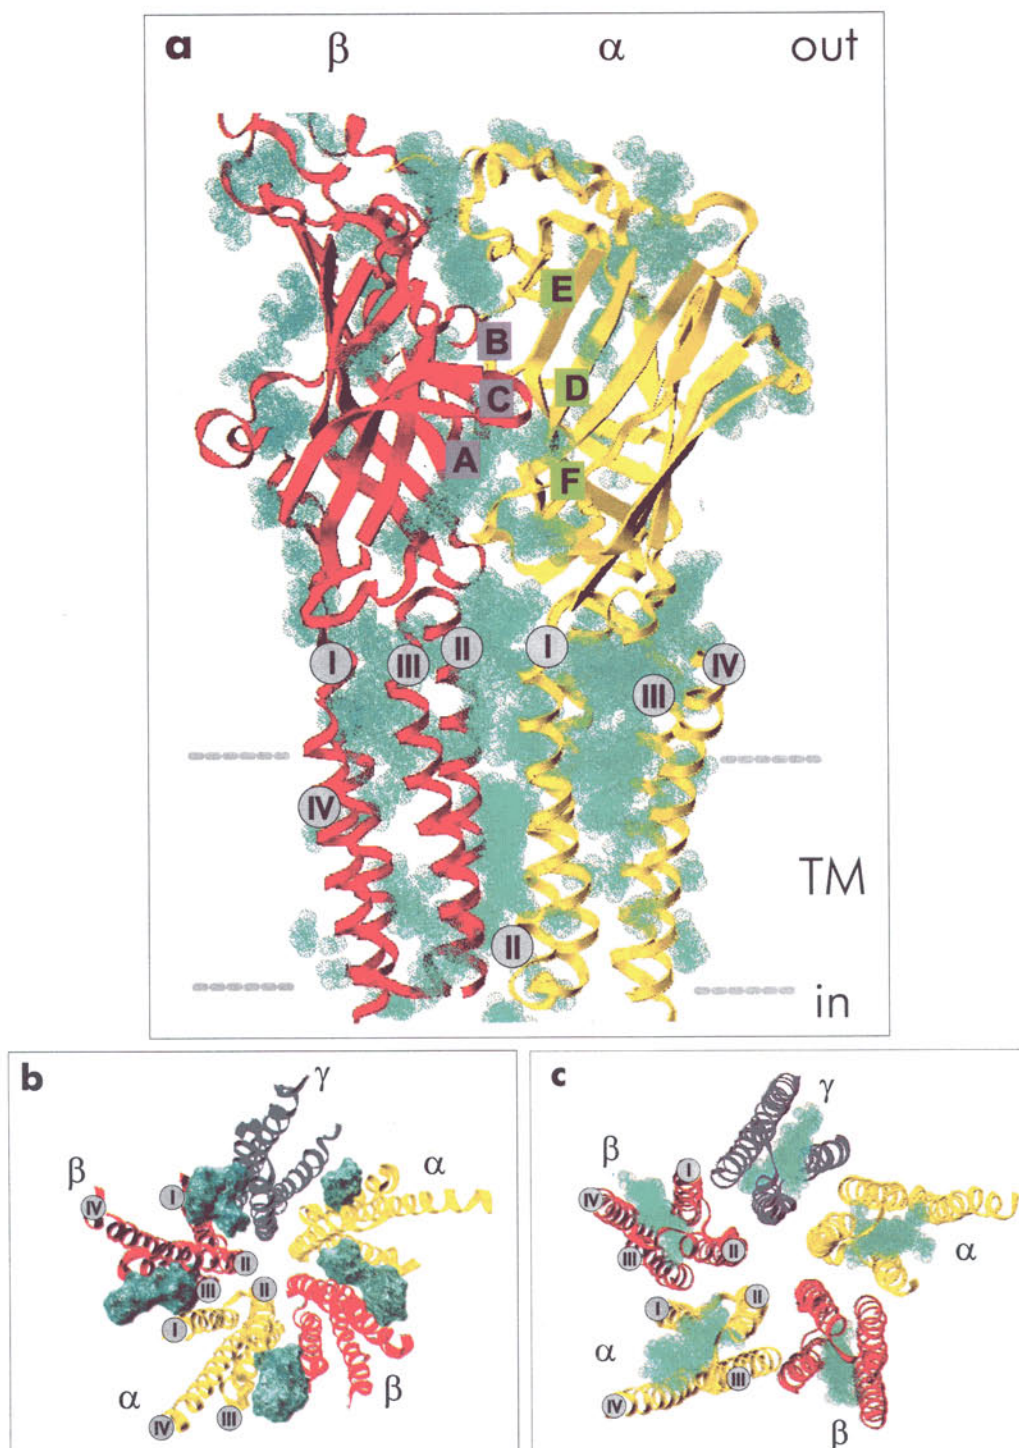 a β α out
E
B
D
C
A
F
I III II I IV
III
IV
TM
II
in
b γ
β α
IV I
II
III II
I
α β
IV III
c γ
β I
IV
III II
α
I II
α
III
IV
β